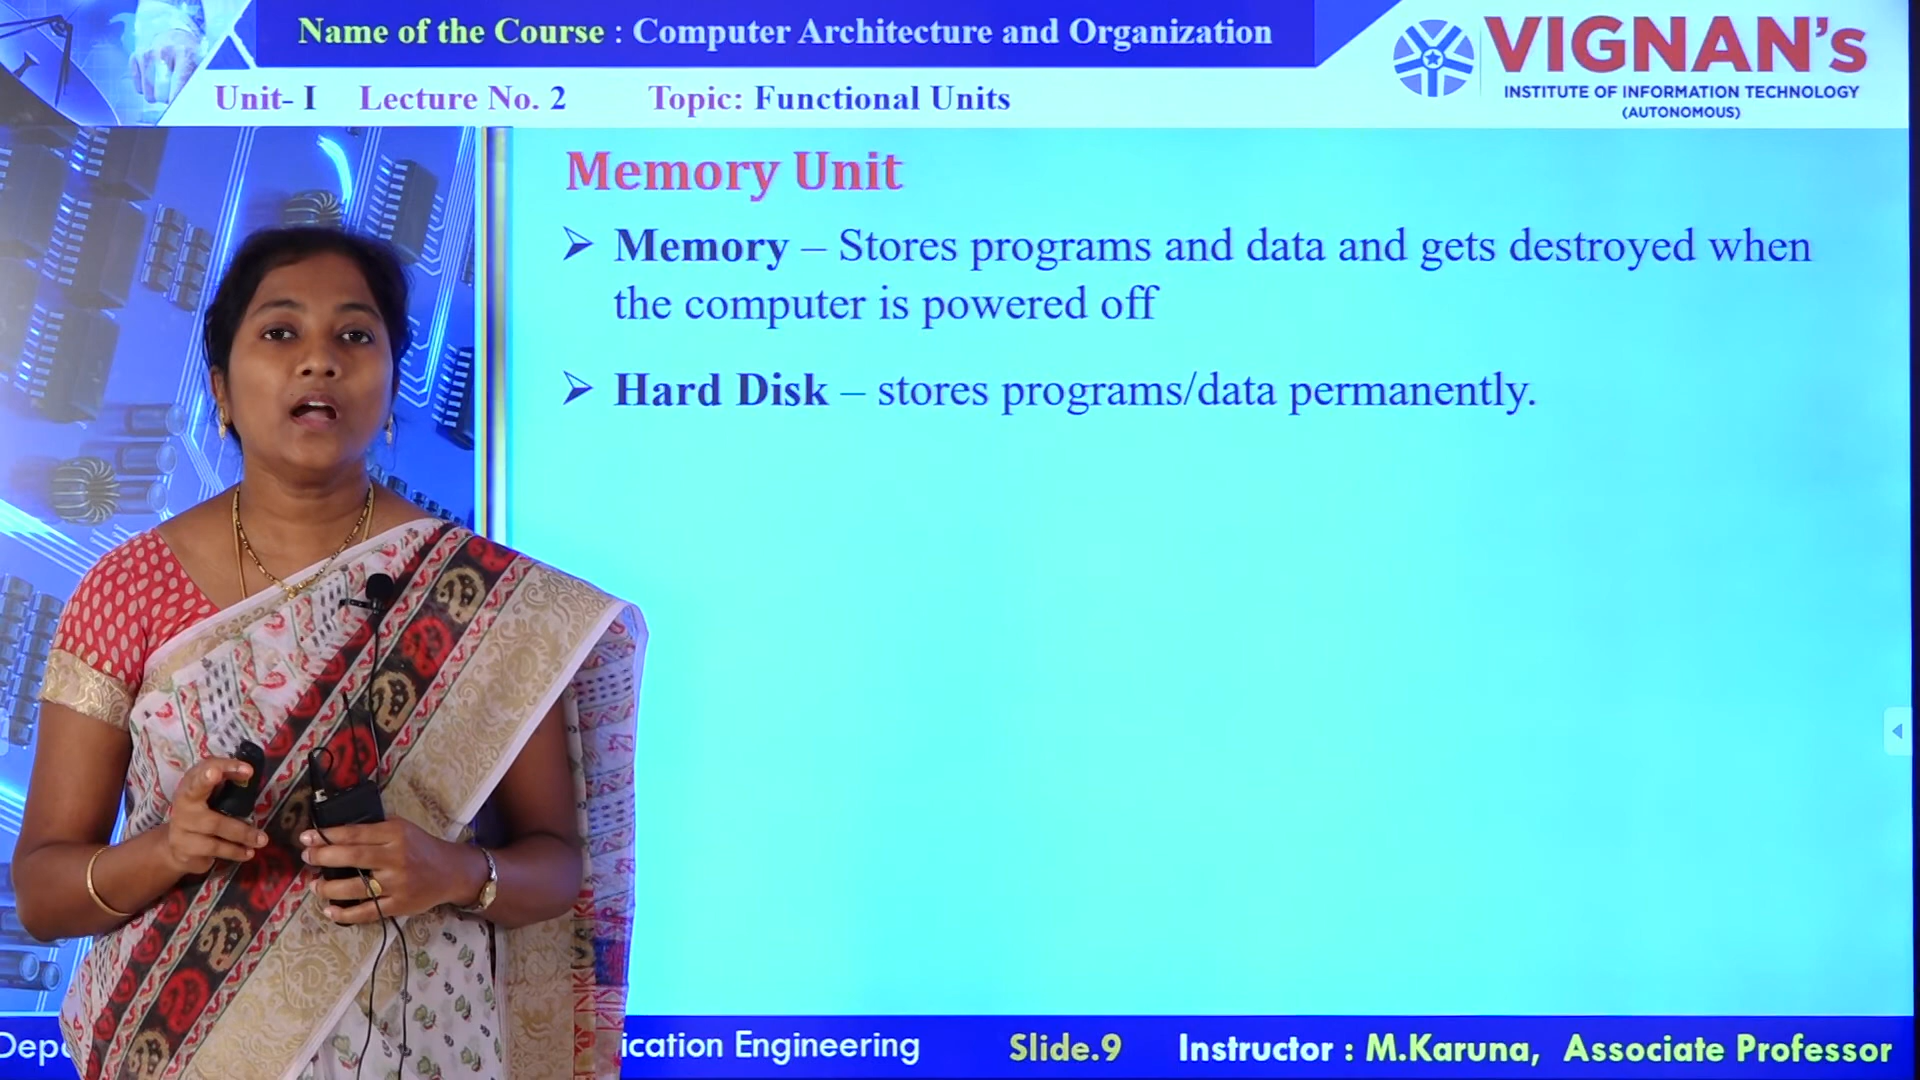 Name of the Course : Computer Architecture and Organization
VIGNAN's
INSTITUTE OF INFORMATION TECHNOLOGY
(AUTONOMOUS)
Unit- I Lecture No. 2 Topic: Functional Units
Memory Unit
➢ Memory – Stores programs and data and gets destroyed when
the computer is powered off
➢ Hard Disk – stores programs/data permanently.
Engineering Slide.9 Instructor : M.Karuna, Associate Professor